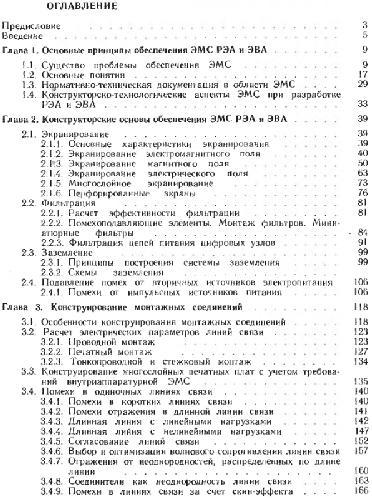 ОГЛАВЛЕНИЕ
Предисловие 3
Введение 5
Глава 1. Основные принципы обеспечения ЭМС РЭА и ЭВА 9
1.1. Существо проблемы обеспечения ЭМС 9
1.2. Основные понятия 17
1.3. Нормативно-техническая документация в области ЭМС 29
1.4. Конструкторско-технологические аспекты ЭМС при разработке
РЭА и ЭВА 33
Глава 2. Конструкторские основы обеспечения ЭМС РЭА и ЭВА 39
2.1. Экранирование 39
2.1.1. Основные характеристики экранирования 39
2.1.2. Экранирование электромагнитного поля 40
2.1.3. Экранирование магнитного поля 50
2.1.4. Экранирование электрического поля 63
2.1.5. Многослойное экранирование 73
2.1.6. Перфорированные экраны 76
2.2. Фильтрация 81
2.2.1. Расчет эффективности фильтрации 81
2.2.2. Помехоподавляющие элементы. Монтаж фильтров. Мини-
атюрные фильтры 84
2.2.3. Фильтрация цепей питания цифровых узлов 91
2.3. Заземление 99
2.3.1. Принципы построения системы заземления 99
2.3.2. Схемы заземления
2.4. Подавление помех от вторичных источников электропитания 106
2.4.1. Помехи от импульсных источников питания 106
Глава 3. Конструирование монтажных соединений 118
3.1. Особенности конструирования монтажных соединений 118
3.2. Расчет электрических параметров линий связи 123
3.2.1. Проводной монтаж 123
3.2.2. Печатный монтаж 127
3.2.3. Тонкопроводной и стежковый монтаж 134
3.3. Конструирование многослойных печатных плат с учетом требова-
ний внутриаппаратурной ЭМС 135
3.4. Помехи в одиночных линиях связи 140
3.4.1. Помехи в коротких линиях связи 140
3.4.2. Помехи отражения в длинной линии связи 141
3.4.3. Длинная линия с линейными нагрузками 142
3.4.4. Длинная линия с нелинейными нагрузками 147
3.4.5. Согласование линий связи 152
3.4.6. Выбор и оптимизация волнового сопротивления линии связи 157
3.4.7. Отражения от неоднородностей, распределенных по длине
линии 160
3.4.8. Соединители как неоднородность линии связи 163
3.4.9. Помехи в линиях связи за счет скин-эффекта 166